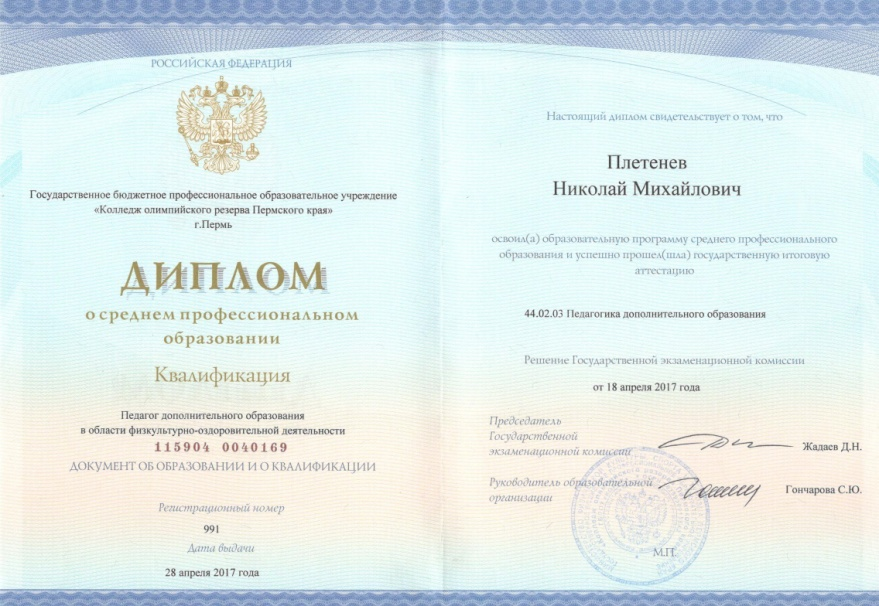 РОССИЙСКАЯ ФЕДЕРАЦИЯ
Государственное бюджетное профессиональное образовательное учреждение
«Колледж олимпийского резерва Пермского края»
г.Пермь
ДИПЛОМ
о среднем профессиональном
образовании
Квалификация
Педагог дополнительного образования
в области физкультурно-оздоровительной деятельности
115904 0040169
ДОКУМЕНТ ОБ ОБРАЗОВАНИИ И О КВАЛИФИКАЦИИ
Регистрационный номер
991
Дата выдачи
28 апреля 2017 года
Настоящий диплом свидетельствует о том, что
Плетенев
Николай Михайлович
освоил(а) образовательную программу среднего профессионального
образования и успешно прошел(шла) государственную итоговую
аттестацию
44.02.03 Педагогика дополнительного образования
Решение Государственной экзаменационной комиссии
от 18 апреля 2017 года
Председатель
Государственной
экзаменационной комиссии
Жадаев Д.Н.
Руководитель образовательной
организации
Гончарова С.Ю.
М.П.